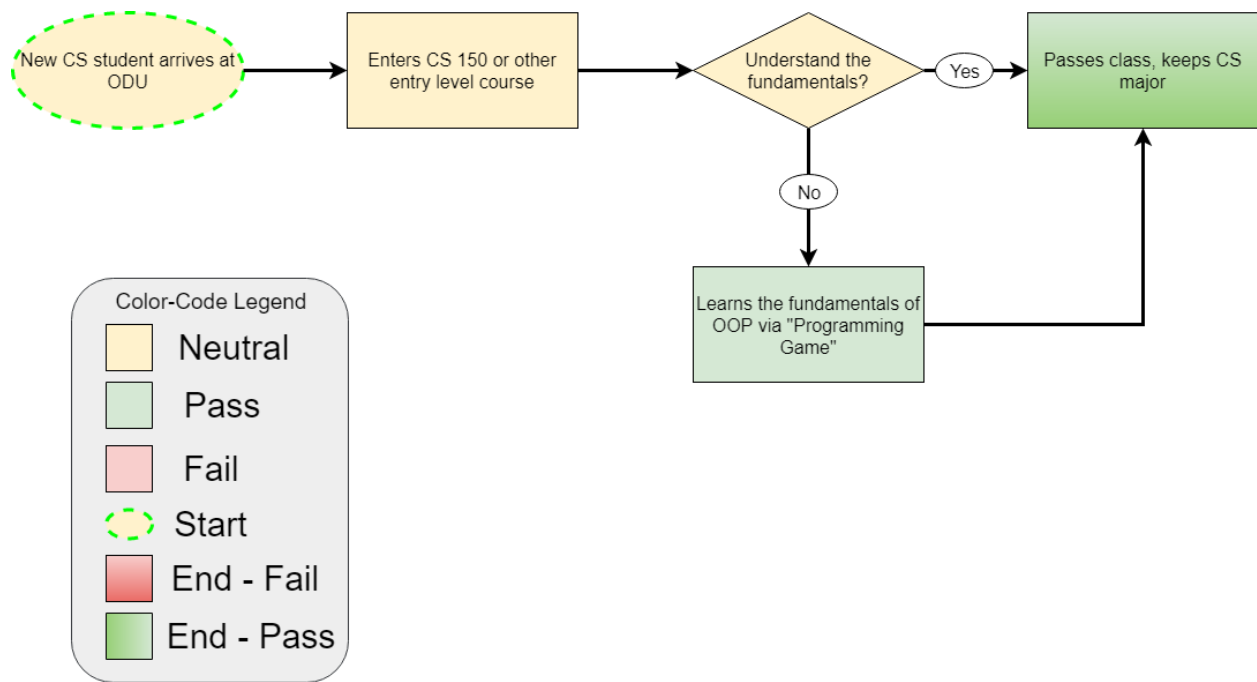 New CS student arrives at
ODU
Enters CS 150 or other
entry level course
Understand the
fundamentals?
Yes
Passes class, keeps CS
major
No
Learns the fundamentals of
OOP via "Programming
Game"
Color-Code Legend
Neutral
Pass
Fail
Start
End - Fail
End - Pass